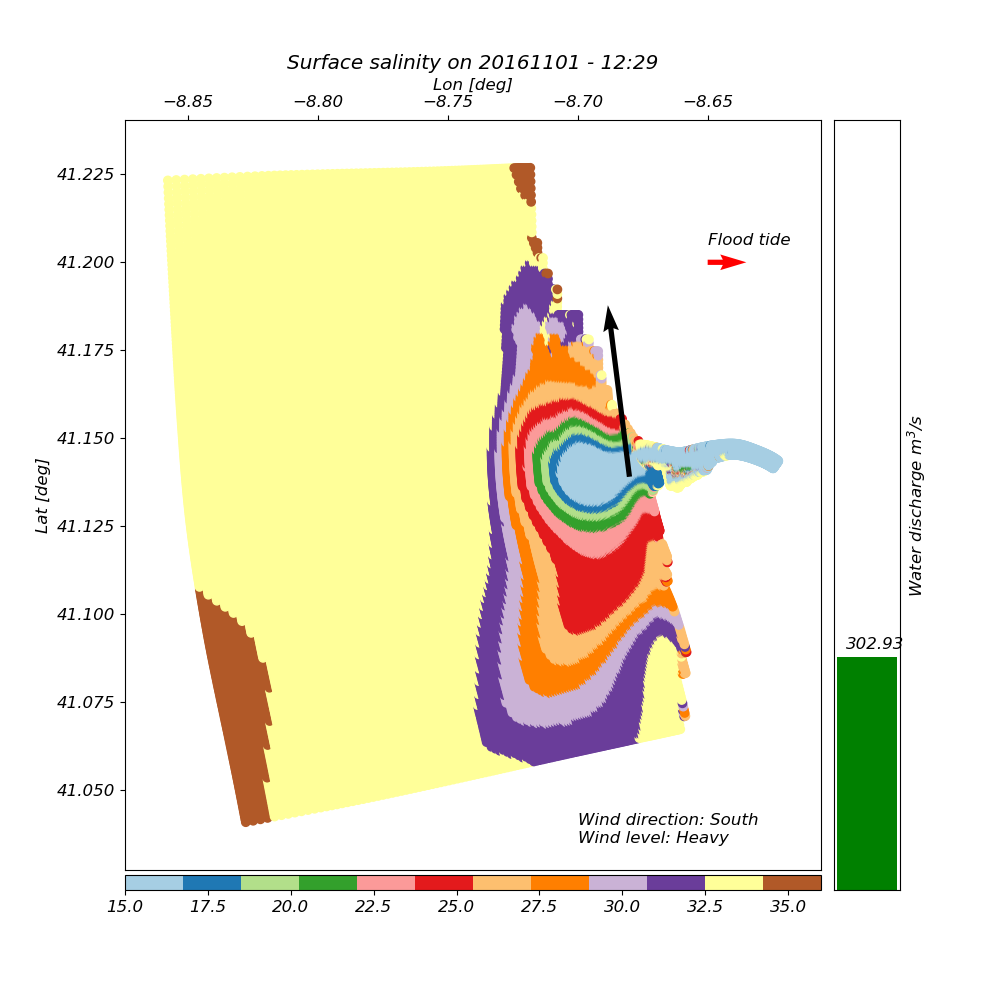 Surface salinity on 20161101 - 12:29
Lon [deg]
−8.85 −8.80 −8.75 −8.70 −8.65
41.225
41.200
41.175
41.150
41.125
41.100
41.075
41.050
Lat [deg]
Flood tide
Wind direction: South
Wind level: Heavy
302.93
Water discharge m³/s
15.0 17.5 20.0 22.5 25.0 27.5 30.0 32.5 35.0